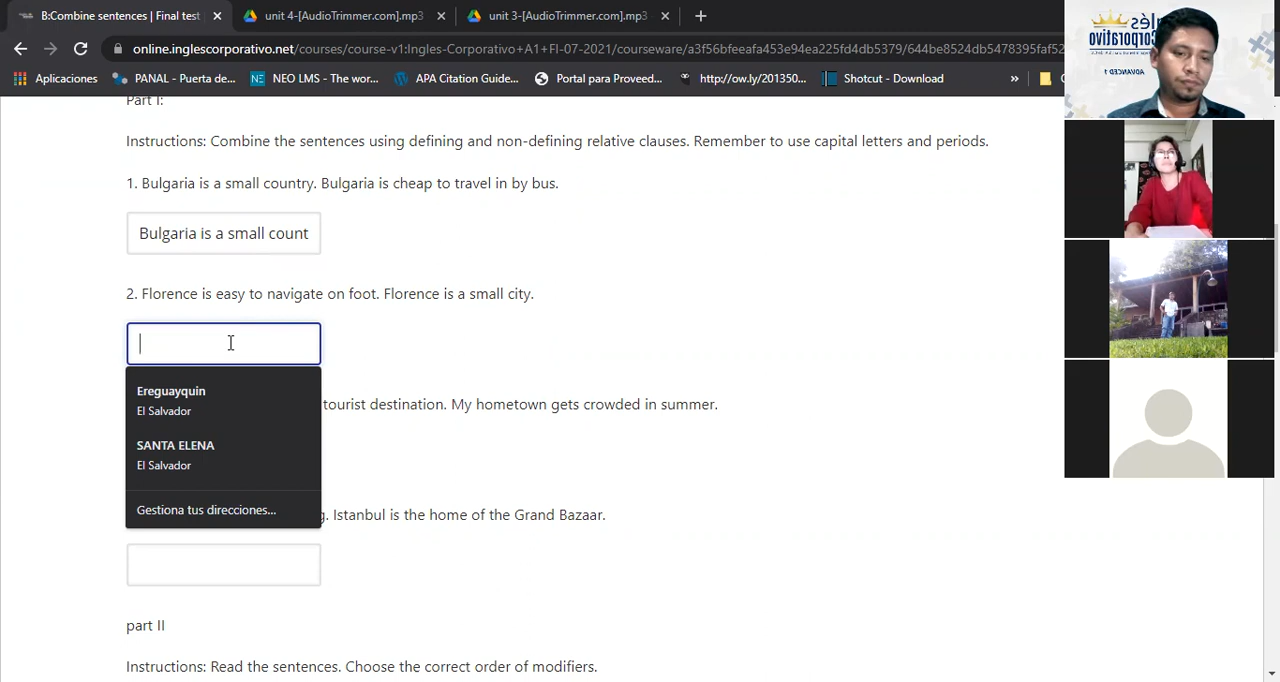 B:Combine sentences | Final test
unit 4-[AudioTrimmer.com].mp3
unit 3-[AudioTrimmer.com].mp3
online.inglescorporativo.net/courses/course-v1:Ingles-Corporativo+A1+FI-07-2021/courseware/a3f56bfeeafa453e94ea225fd4db5379/644be8524db5478395faf52
Aplicaciones
PANAL - Puerta de...
NEO LMS - The wor...
APA Citation Guide...
Portal para Proveed...
http://ow.ly/201350...
Shotcut - Download
»
Part I:
Instructions: Combine the sentences using defining and non-defining relative clauses. Remember to use capital letters and periods.
1. Bulgaria is a small country. Bulgaria is cheap to travel in by bus.
Bulgaria is a small count
2. Florence is easy to navigate on foot. Florence is a small city.
Ereguayquin
El Salvador
SANTA ELENA
El Salvador
Gestiona tus direcciones...
tourist destination. My hometown gets crowded in summer.
g. Istanbul is the home of the Grand Bazaar.
part II
Instructions: Read the sentences. Choose the correct order of modifiers.
Inglés
Corporativo
ADVANCED 1